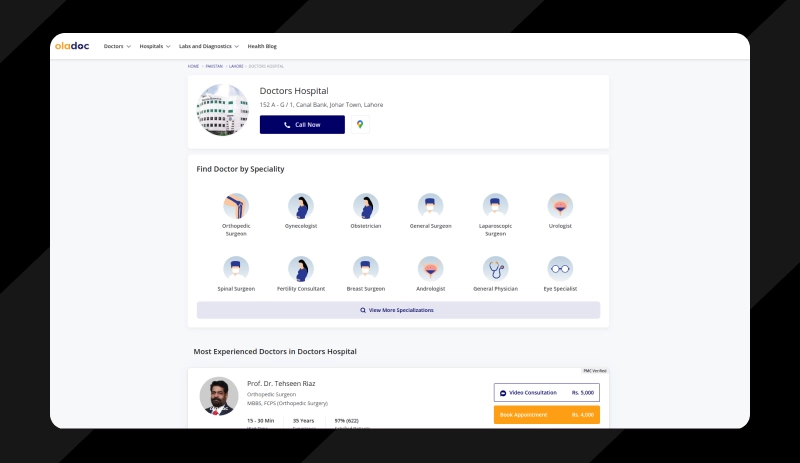 oladoc
Doctors Hospitals Labs and Diagnostics Health Blog
HOME / PAKISTAN / LAHORE / DOCTORS HOSPITAL
Doctors Hospital
152 A - G / 1, Canal Bank, Johar Town, Lahore
Call Now
Find Doctor by Speciality
Orthopedic Surgeon
Gynecologist
Obstetrician
General Surgeon
Laparoscopic Surgeon
Urologist
Spinal Surgeon
Fertility Consultant
Breast Surgeon
Andrologist
General Physician
Eye Specialist
View More Specializations
Most Experienced Doctors in Doctors Hospital
PMC Verified
Prof. Dr. Tehseen Riaz
Orthopedic Surgeon
MBBS, FCPS (Orthopedic Surgery)
15 - 30 Min 35 Years 97% (622)
Video Consultation Rs. 5,000
Book Appointment Rs. 4,000